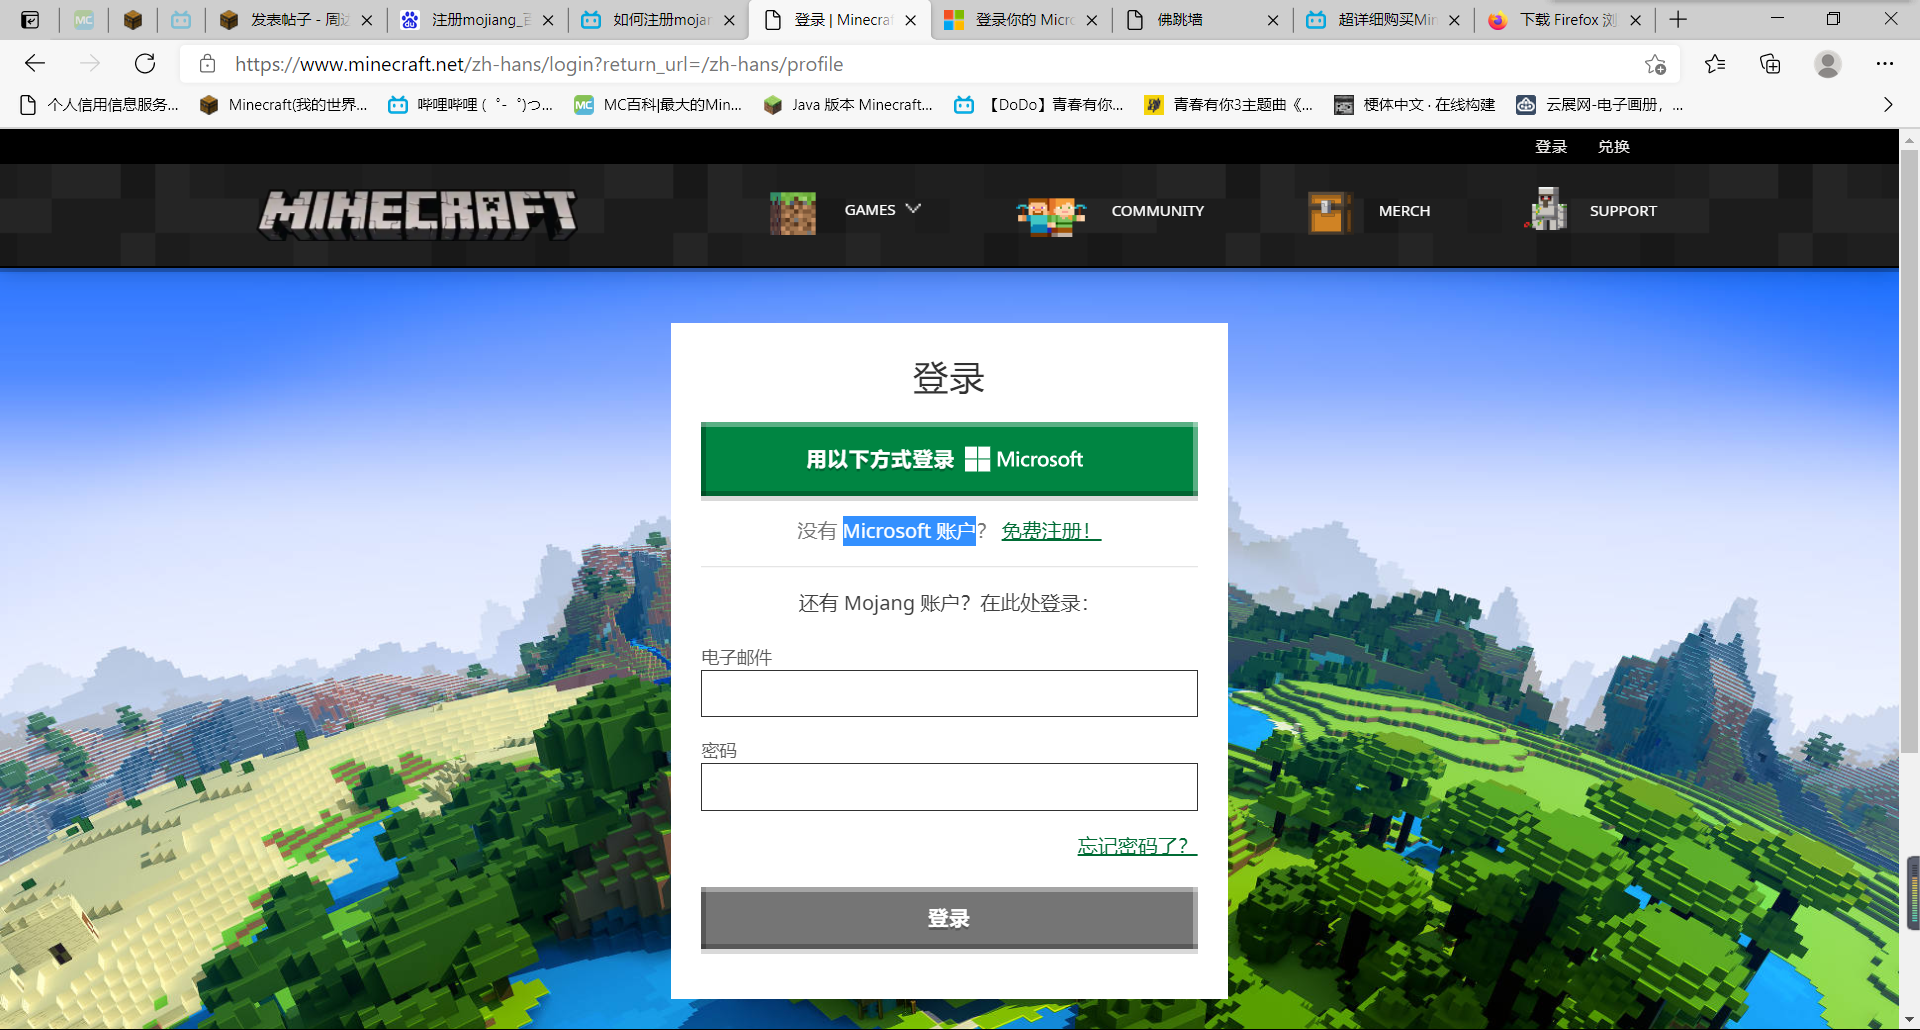 MC
发表帖子 - 周边
注册mojiang_百
如何注册mojan
登录 | Minecraf
登录你的 Micro
佛跳墙
超详细购买Min
下载 Firefox 浏
https://www.minecraft.net/zh-hans/login?return_url=/zh-hans/profile
个人信用信息服务...
Minecraft(我的世界...
哔哩哔哩 ( ゜- ゜)つ...
MC百科|最大的Min...
Java 版本 Minecraft...
【DoDo】青春有你...
青春有你3主题曲《...
梗体中文 · 在线构建
云展网-电子画册，...
登录 兑换
MINECRAFT
GAMES
COMMUNITY
MERCH
SUPPORT
登录
用以下方式登录 Microsoft
没有 Microsoft 账户？ 免费注册！
还有 Mojang 账户？在此处登录：
电子邮件
密码
忘记密码了？
登录